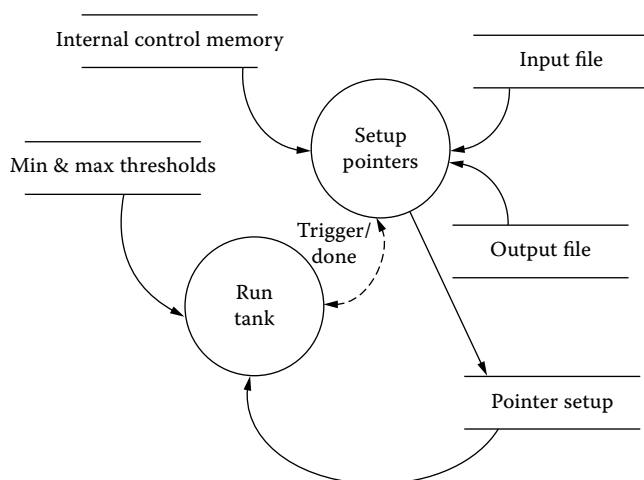 Internal control memory
Input file
Setup
pointers
Min & max thresholds
Trigger/
done
Output file
Run
tank
Pointer setup